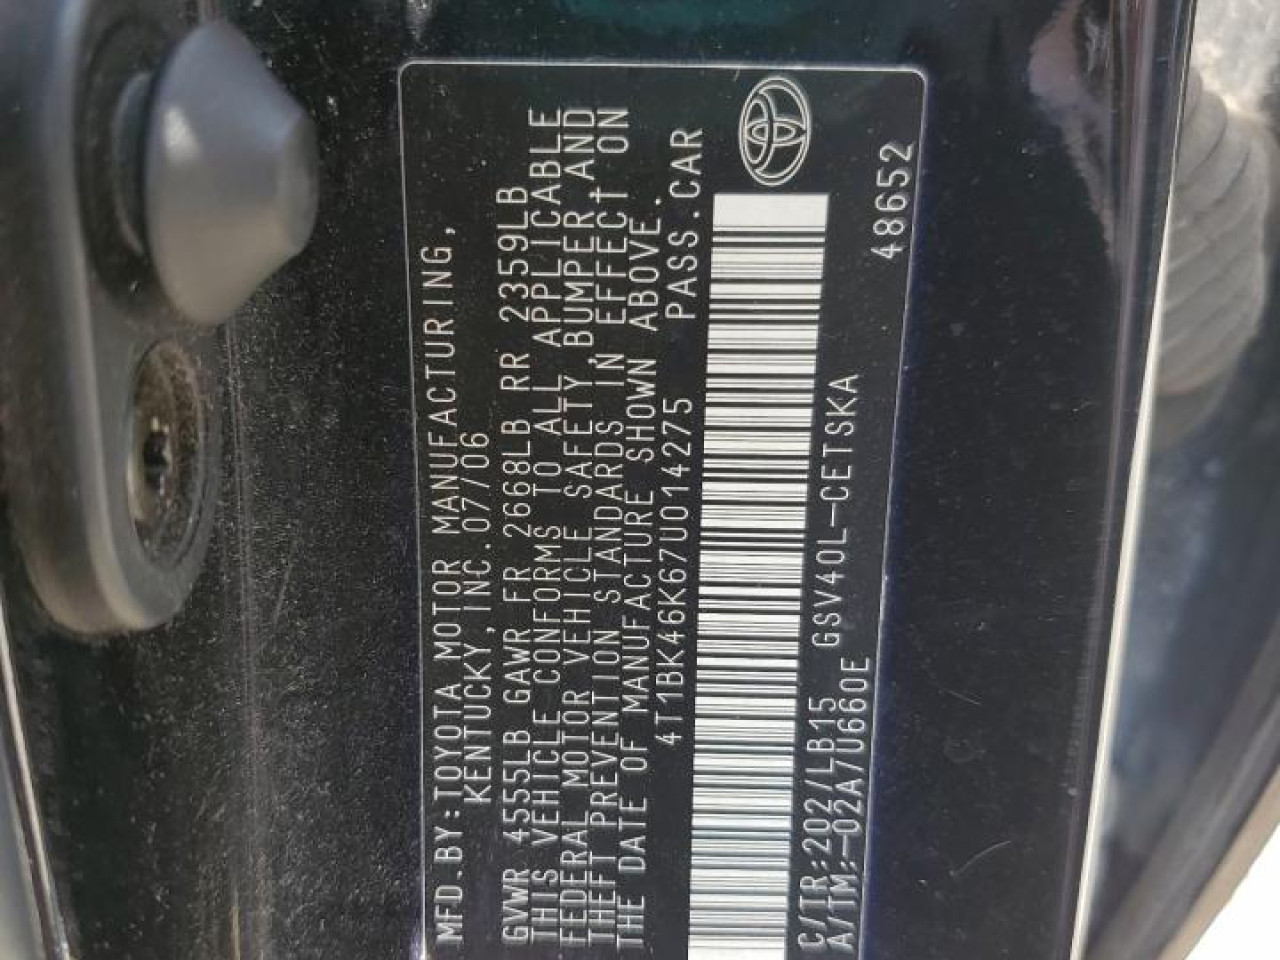 MFD.BY:TOYOTA MOTOR MANUFACTURING,
KENTUCKY,INC.07/06
GVWR 4555LB GAWR FR 2668LB RR 2359LB
THIS VEHICLE CONFORMS TO ALL APPLICABLE
FEDERAL MOTOR VEHICLE SAFETY,BUMPER,AND
THEFT PREVENTION STANDARDS IN EFFECT ON
THE DATE OF MANUFACTURE SHOWN ABOVE.
4T1BK46K67U014275 PASS.CAR
C/TR:202/LB15 GSV40L-CETSKA
A/TM:-02A/U660E
48652